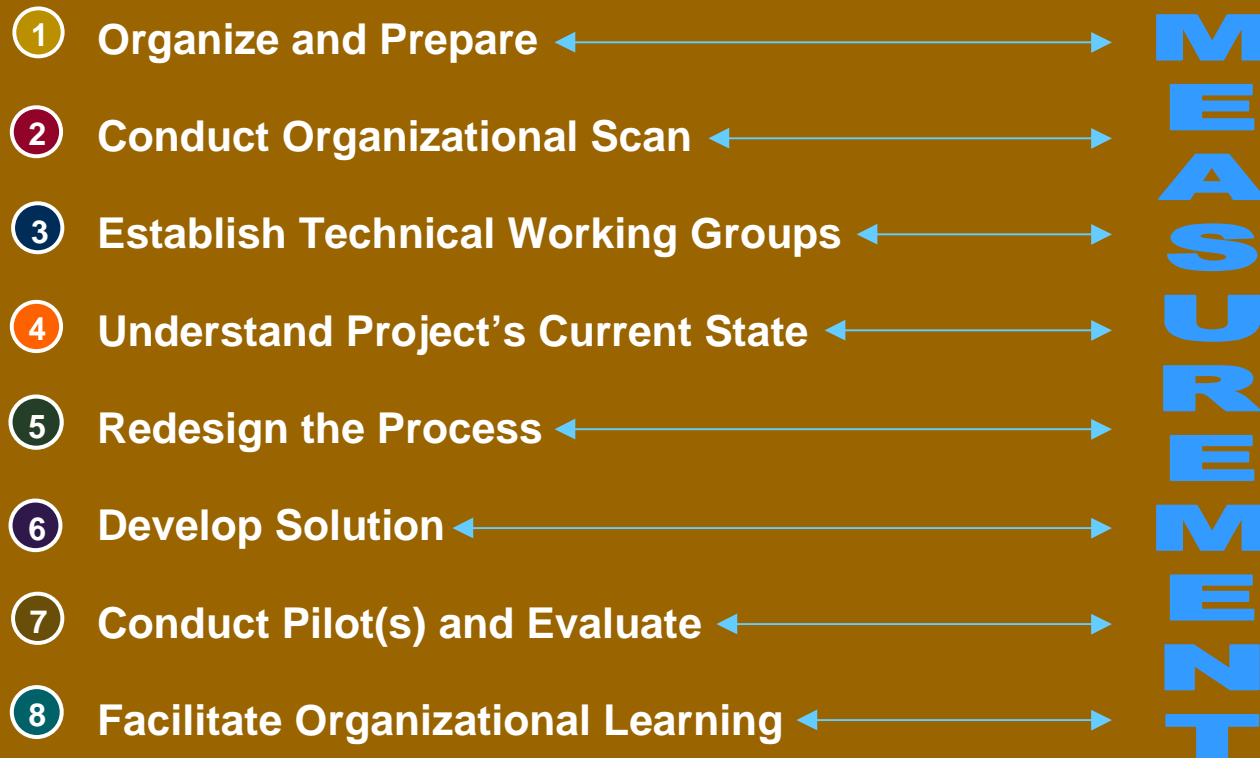 1 Organize and Prepare
2 Conduct Organizational Scan
3 Establish Technical Working Groups
4 Understand Project’s Current State
5 Redesign the Process
6 Develop Solution
7 Conduct Pilot(s) and Evaluate
8 Facilitate Organizational Learning
MEASUREMENT